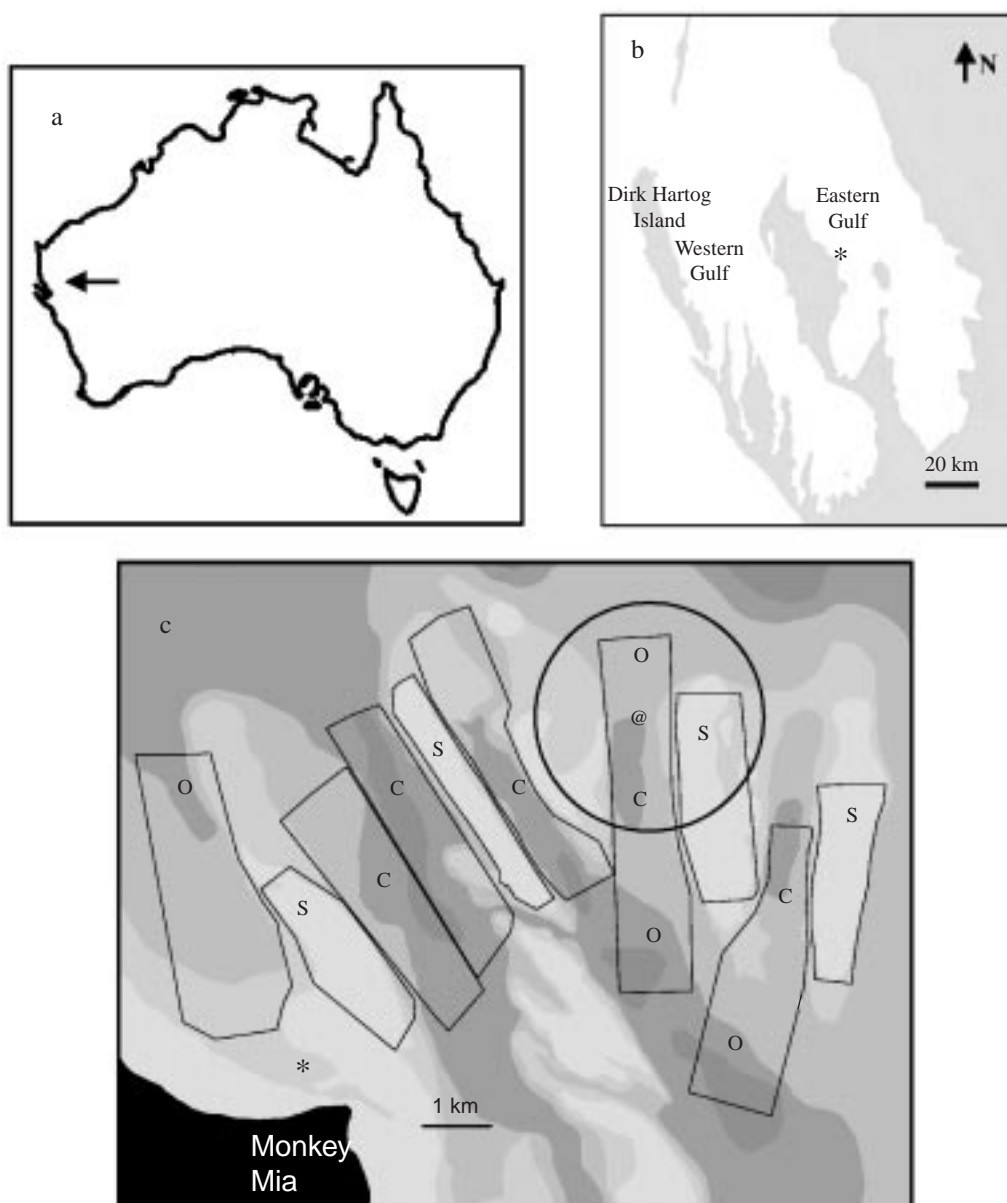 a
b
N
Dirk Hartog
Island
Western
Gulf
Eastern
Gulf
*
20 km
c
O
@
S
S
C
C
C
O
S
C
S
C
O
O
*
1 km
Monkey
Mia